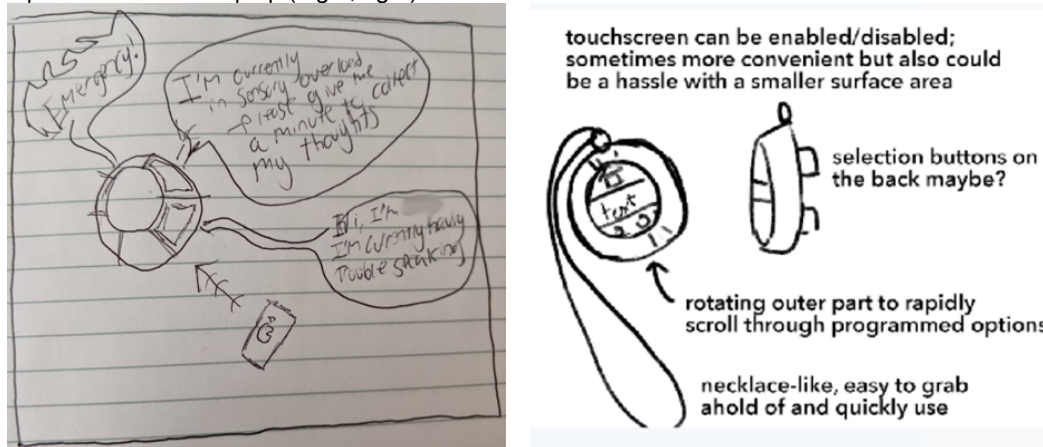 Emergency!
I'm currently
in sensory overload
please give me
a minute to collect
my thoughts
Hi, I'm
I'm currently having
trouble speaking
touchscreen can be enabled/disabled;
sometimes more convenient but also could
be a hassle with a smaller surface area
text
selection buttons on
the back maybe?
rotating outer part to rapidly
scroll through programmed options
necklace-like, easy to grab
ahold of and quickly use